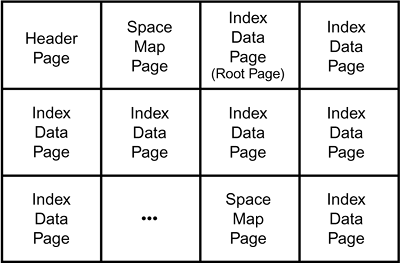 Header
Page
Space
Map
Page
Index
Data
Page
(Root Page)
Index
Data
Page
Index
Data
Page
Index
Data
Page
Index
Data
Page
Index
Data
Page
Index
Data
Page
...
Space
Map
Page
Index
Data
Page